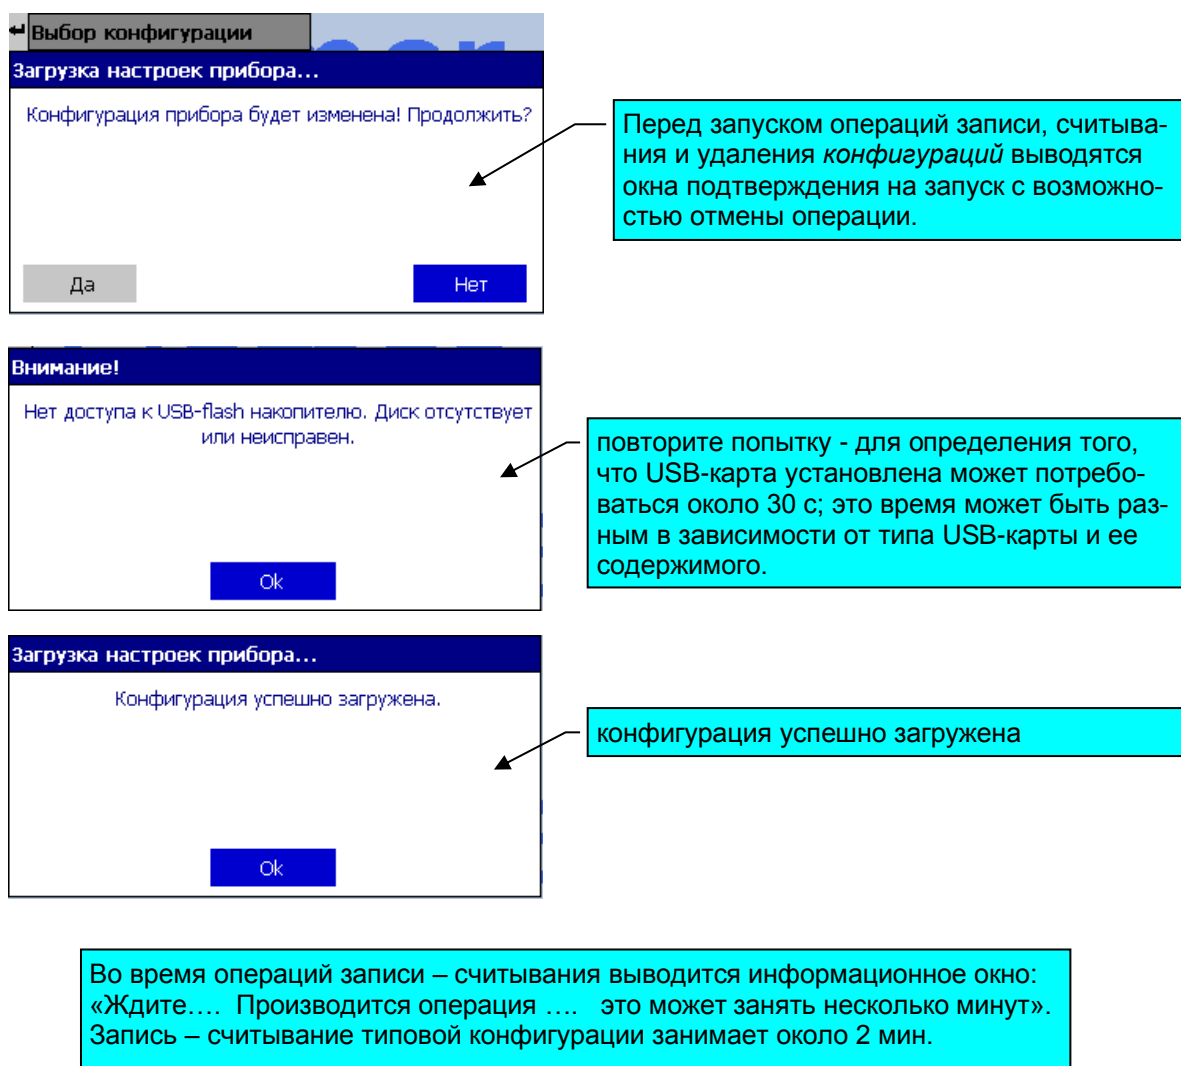 Выбор конфигурации
Загрузка настроек прибора...
Конфигурация прибора будет изменена! Продолжить?
Да
Нет
Перед запуском операций записи, считыва-
ния и удаления конфигураций выводятся
окна подтверждения на запуск с возможно-
стью отмены операции.
Внимание!
Нет доступа к USB-flash накопителю. Диск отсутствует
или неисправен.
Ok
повторите попытку - для определения того,
что USB-карта установлена может потребо-
ваться около 30 с; это время может быть раз-
ным в зависимости от типа USB-карты и ее
содержимого.
Загрузка настроек прибора...
Конфигурация успешно загружена.
Ok
конфигурация успешно загружена
Во время операций записи – считывания выводится информационное окно:
«Ждите…. Производится операция …. это может занять несколько минут».
Запись – считывание типовой конфигурации занимает около 2 мин.